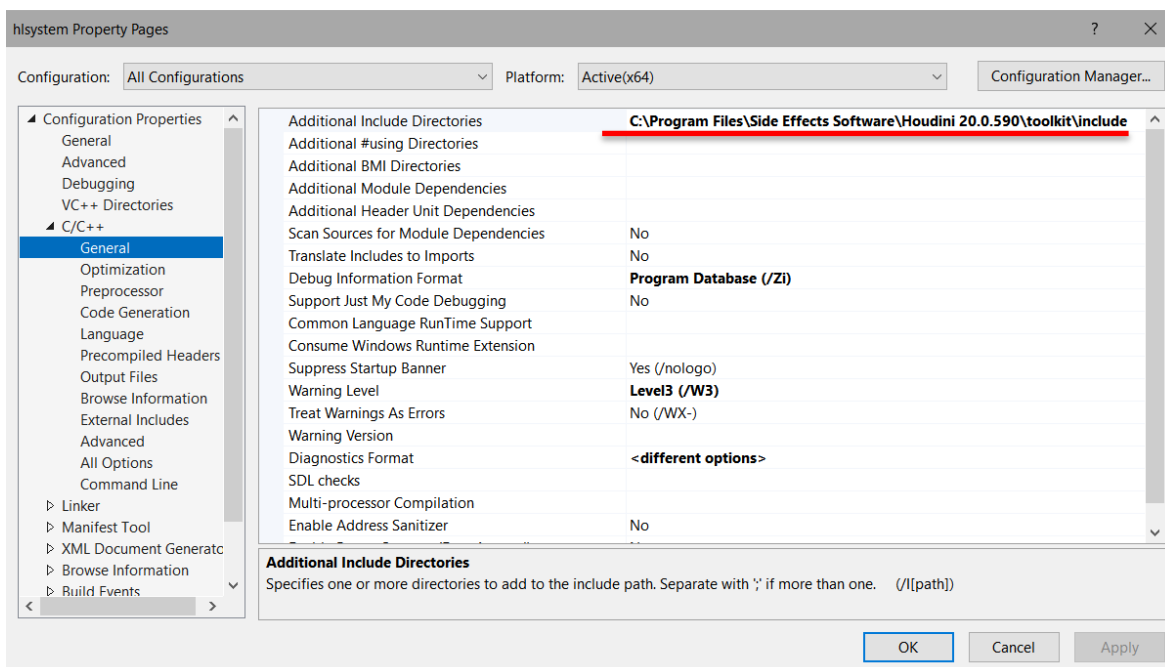 hlsystem Property Pages
?
Configuration: All Configurations Platform: Active(x64) Configuration Manager...
Configuration Properties
General
Advanced
Debugging
VC++ Directories
C/C++
General
Optimization
Preprocessor
Code Generation
Language
Precompiled Headers
Output Files
Browse Information
External Includes
Advanced
All Options
Command Line
Linker
Manifest Tool
XML Document Generato
Browse Information
Build Events
Additional Include Directories C:\Program Files\Side Effects Software\Houdini 20.0.590\toolkit\include
Additional #using Directories
Additional BMI Directories
Additional Module Dependencies
Additional Header Unit Dependencies
Scan Sources for Module Dependencies No
Translate Includes to Imports No
Debug Information Format Program Database (/Zi)
Support Just My Code Debugging No
Common Language RunTime Support
Consume Windows Runtime Extension
Suppress Startup Banner Yes (/nologo)
Warning Level Level3 (/W3)
Treat Warnings As Errors No (/WX-)
Warning Version
Diagnostics Format <different options>
SDL checks
Multi-processor Compilation
Enable Address Sanitizer No
Additional Include Directories
Specifies one or more directories to add to the include path. Separate with ';' if more than one. (/I[path])
OK Cancel Apply